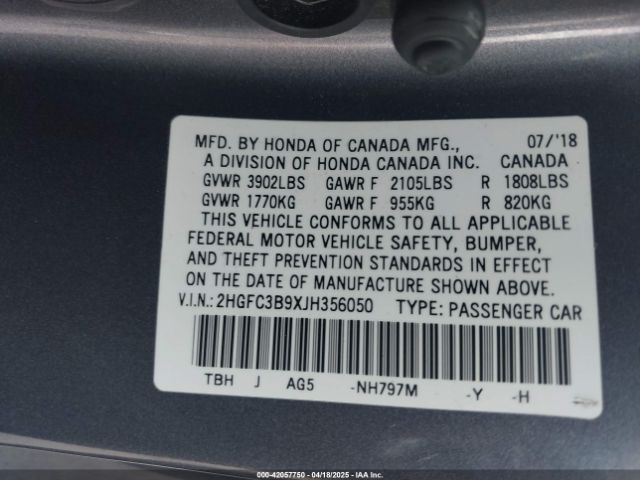 MFD. BY HONDA OF CANADA MFG., 07/'18
A DIVISION OF HONDA CANADA INC. CANADA
GVWR 3902LBS GAWR F 2105LBS R 1808LBS
GVWR 1770KG GAWR F 955KG R 820KG
THIS VEHICLE CONFORMS TO ALL APPLICABLE
FEDERAL MOTOR VEHICLE SAFETY, BUMPER,
AND THEFT PREVENTION STANDARDS IN EFFECT
ON THE DATE OF MANUFACTURE SHOWN ABOVE.
V.I.N.: 2HGFC3B9XJH356050 TYPE: PASSENGER CAR
TBH J AG5 -NH797M -Y -H
000-42057750 - 04/18/2025 - IAA Inc.